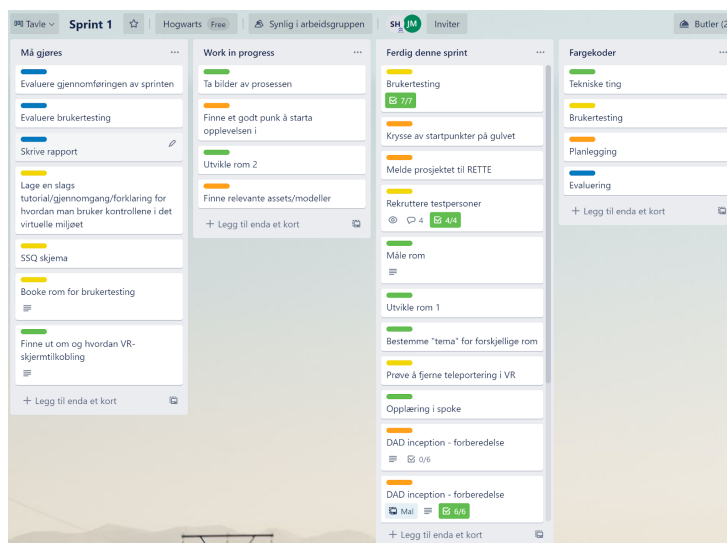 Tavle
Sprint 1
Hogwarts Free
Synlig i arbeidsgruppen
SH JM
Inviter
Butler (2
Må gjøres
Evaluere gjennomføringen av sprinten
Evaluere brukertesting
Skrive rapport
Lage en slags
tutorial/gjennomgang/forklaring for
hvordan man bruker kontrollene i det
virtuelle miljøet
SSQ skjema
Booke rom for brukertesting
Finne ut om og hvordan VR-
skjermtilkobling
+ Legg til enda et kort
Work in progress
Ta bilder av prosessen
Finne et godt punk å starta
opplevelsen i
Utvikle rom 2
Finne relevante assets/modeller
+ Legg til enda et kort
Ferdig denne sprint
Brukertesting
7/7
Krysse av startpunkter på gulvet
Melde prosjektet til RETTE
Rekruttere testpersoner
4 4/4
Måle rom
Utvikle rom 1
Bestemme "tema" for forskjellige rom
Prøve å fjerne teleportering i VR
Opplæring i spoke
DAD inception - forberedelse
0/6
DAD inception - forberedelse
Mal 6/6
+ Legg til enda et kort
Fargekoder
Tekniske ting
Brukertesting
Planlegging
Evaluering
+ Legg til enda et kort